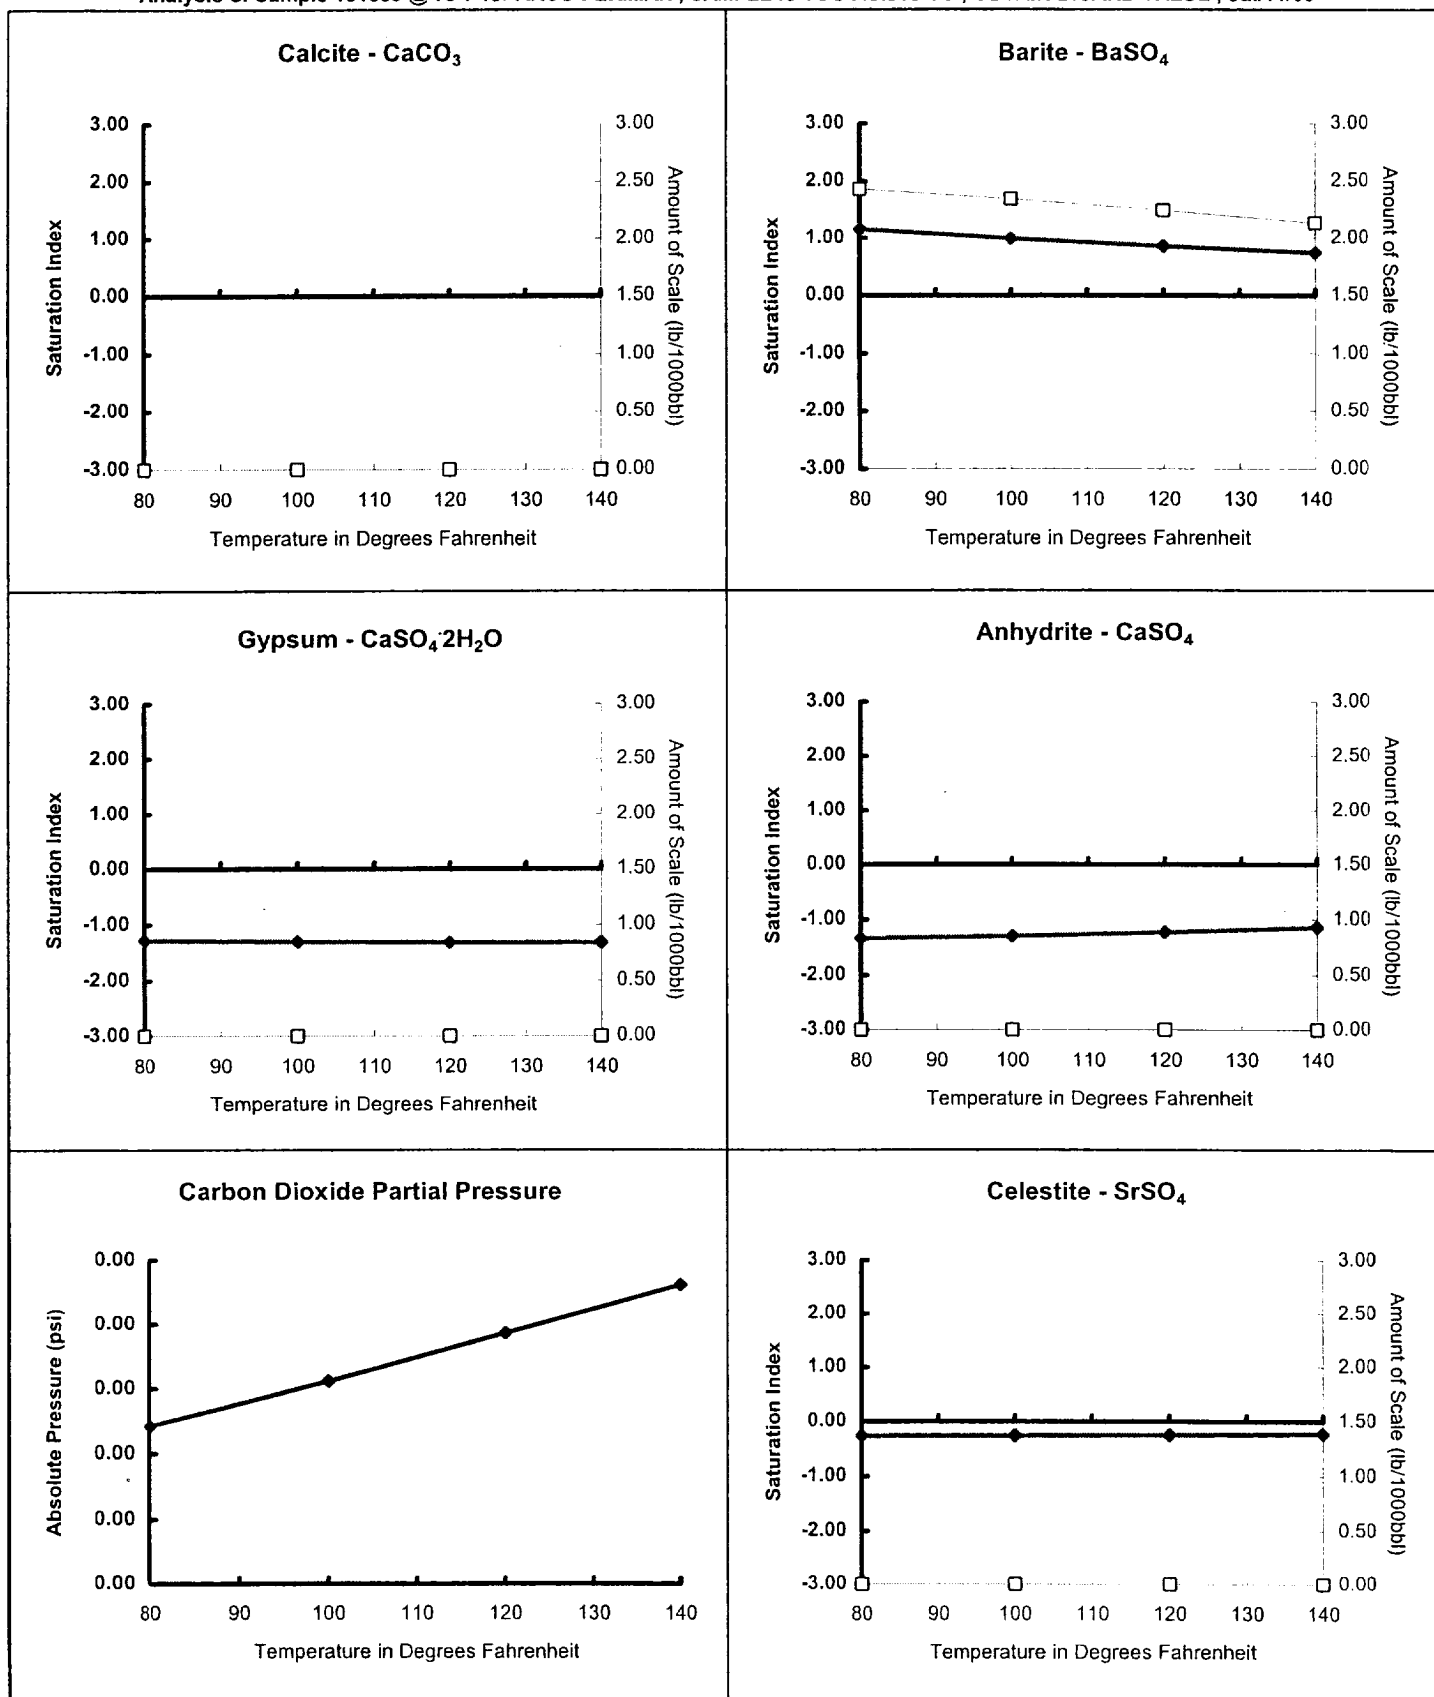 Calcite - CaCO₃
3.00
2.00
1.00
0.00
-1.00
-2.00
-3.00
3.00
2.50
2.00
1.50
1.00
0.50
0.00
Saturation Index
Amount of Scale (lb/1000bbl)
80 90 100 110 120 130 140
Temperature in Degrees Fahrenheit
Barite - BaSO₄
3.00
2.00
1.00
0.00
-1.00
-2.00
-3.00
3.00
2.50
2.00
1.50
1.00
0.50
0.00
Saturation Index
Amount of Scale (lb/1000bbl)
80 90 100 110 120 130 140
Temperature in Degrees Fahrenheit
Gypsum - CaSO₄·2H₂O
3.00
2.00
1.00
0.00
-1.00
-2.00
-3.00
3.00
2.50
2.00
1.50
1.00
0.50
0.00
Saturation Index
Amount of Scale (lb/1000bbl)
80 90 100 110 120 130 140
Temperature in Degrees Fahrenheit
Anhydrite - CaSO₄
3.00
2.00
1.00
0.00
-1.00
-2.00
-3.00
3.00
2.50
2.00
1.50
1.00
0.50
0.00
Saturation Index
Amount of Scale (lb/1000bbl)
80 90 100 110 120 130 140
Temperature in Degrees Fahrenheit
Carbon Dioxide Partial Pressure
0.00
0.00
0.00
0.00
0.00
0.00
Absolute Pressure (psi)
80 90 100 110 120 130 140
Temperature in Degrees Fahrenheit
Celestite - SrSO₄
3.00
2.00
1.00
0.00
-1.00
-2.00
-3.00
3.00
2.50
2.00
1.50
1.00
0.50
0.00
Saturation Index
Amount of Scale (lb/1000bbl)
80 90 100 110 120 130 140
Temperature in Degrees Fahrenheit